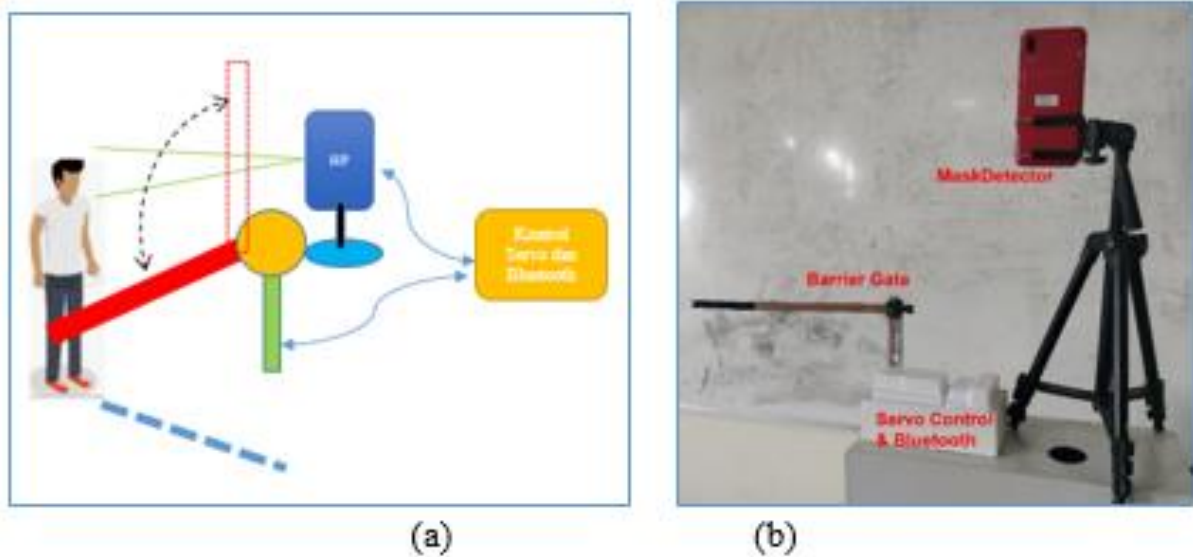 HP
Kontrol
Servo dan
Bluetooth
MaskDetector
Barrier Gate
Servo Control
& Bluetooth
(a)
(b)